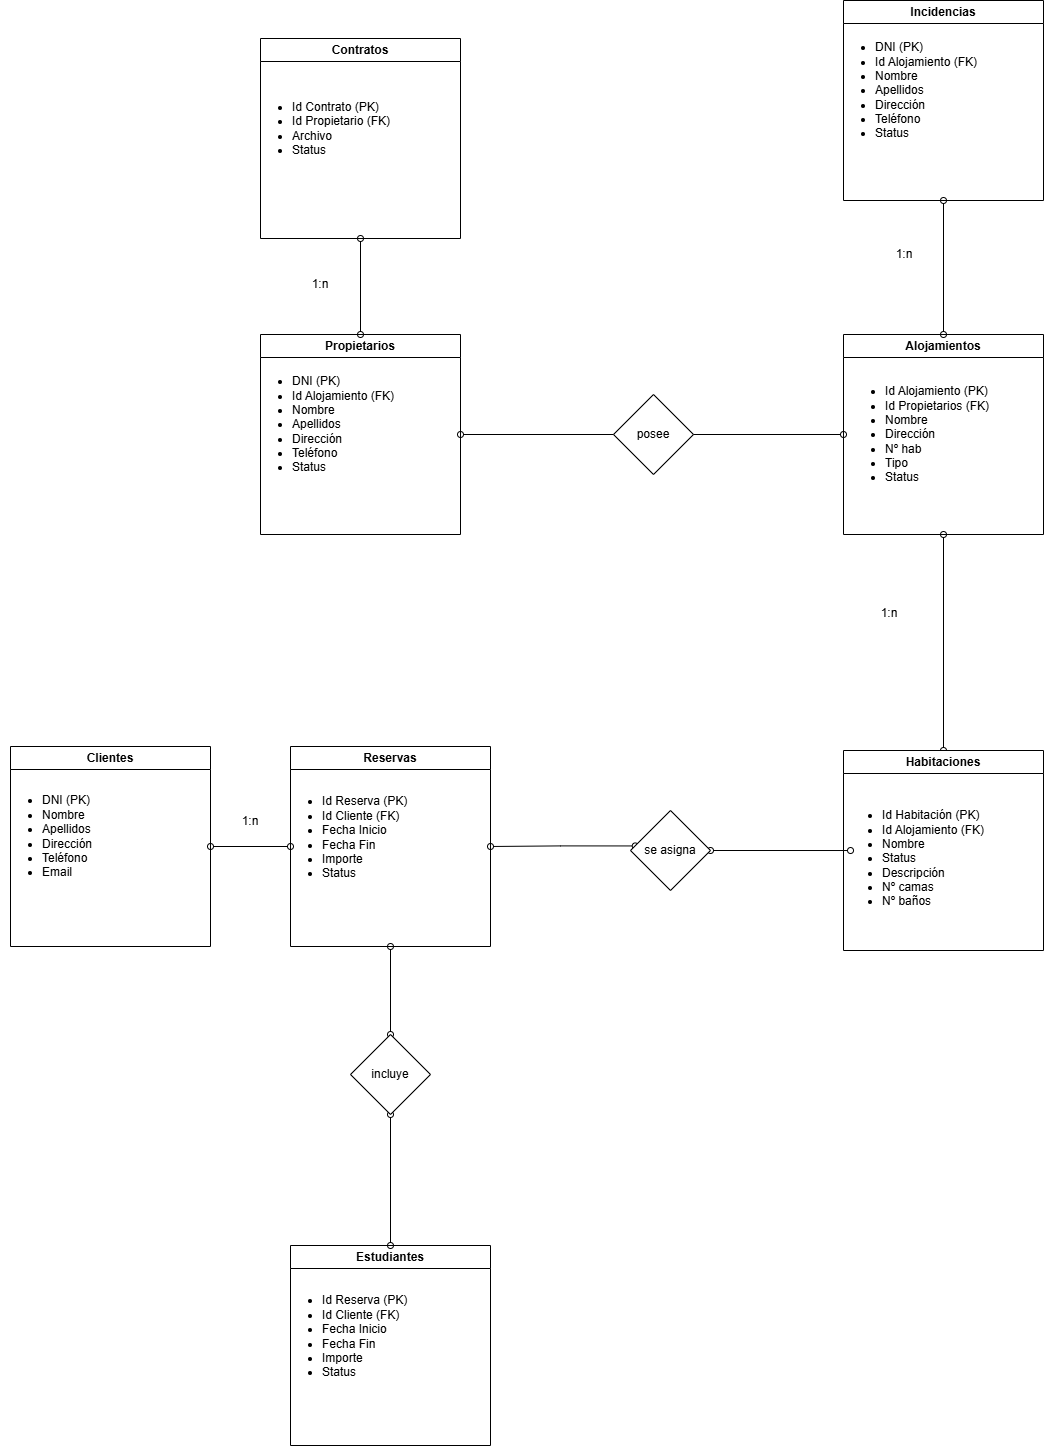 Incidencias
DNI (PK)
Id Alojamiento (FK)
Nombre
Apellidos
Dirección
Teléfono
Status
Contratos
Id Contrato (PK)
Id Propietario (FK)
Archivo
Status
1:n
1:n
Propietarios
DNI (PK)
Id Alojamiento (FK)
Nombre
Apellidos
Dirección
Teléfono
Status
posee
Alojamientos
Id Alojamiento (PK)
Id Propietarios (FK)
Nombre
Dirección
Nº hab
Tipo
Status
1:n
Clientes
DNI (PK)
Nombre
Apellidos
Dirección
Teléfono
Email
1:n
Reservas
Id Reserva (PK)
Id Cliente (FK)
Fecha Inicio
Fecha Fin
Importe
Status
se asigna
Habitaciones
Id Habitación (PK)
Id Alojamiento (FK)
Nombre
Status
Descripción
Nº camas
Nº baños
incluye
Estudiantes
Id Reserva (PK)
Id Cliente (FK)
Fecha Inicio
Fecha Fin
Importe
Status